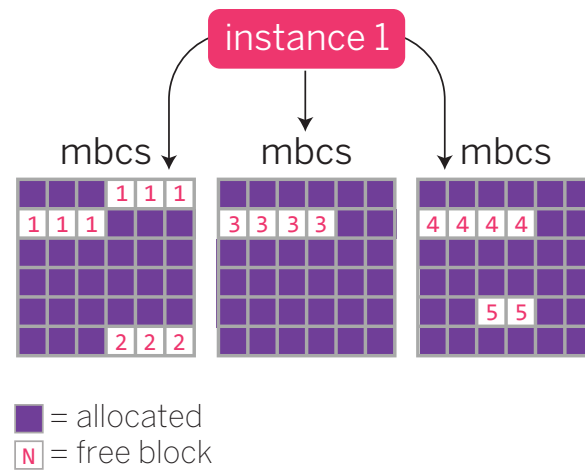 instance 1
mbcs mbcs mbcs
1 1 1
1 1 1 3 3 3 3 4 4 4 4
5 5
2 2 2
= allocated
N = free block